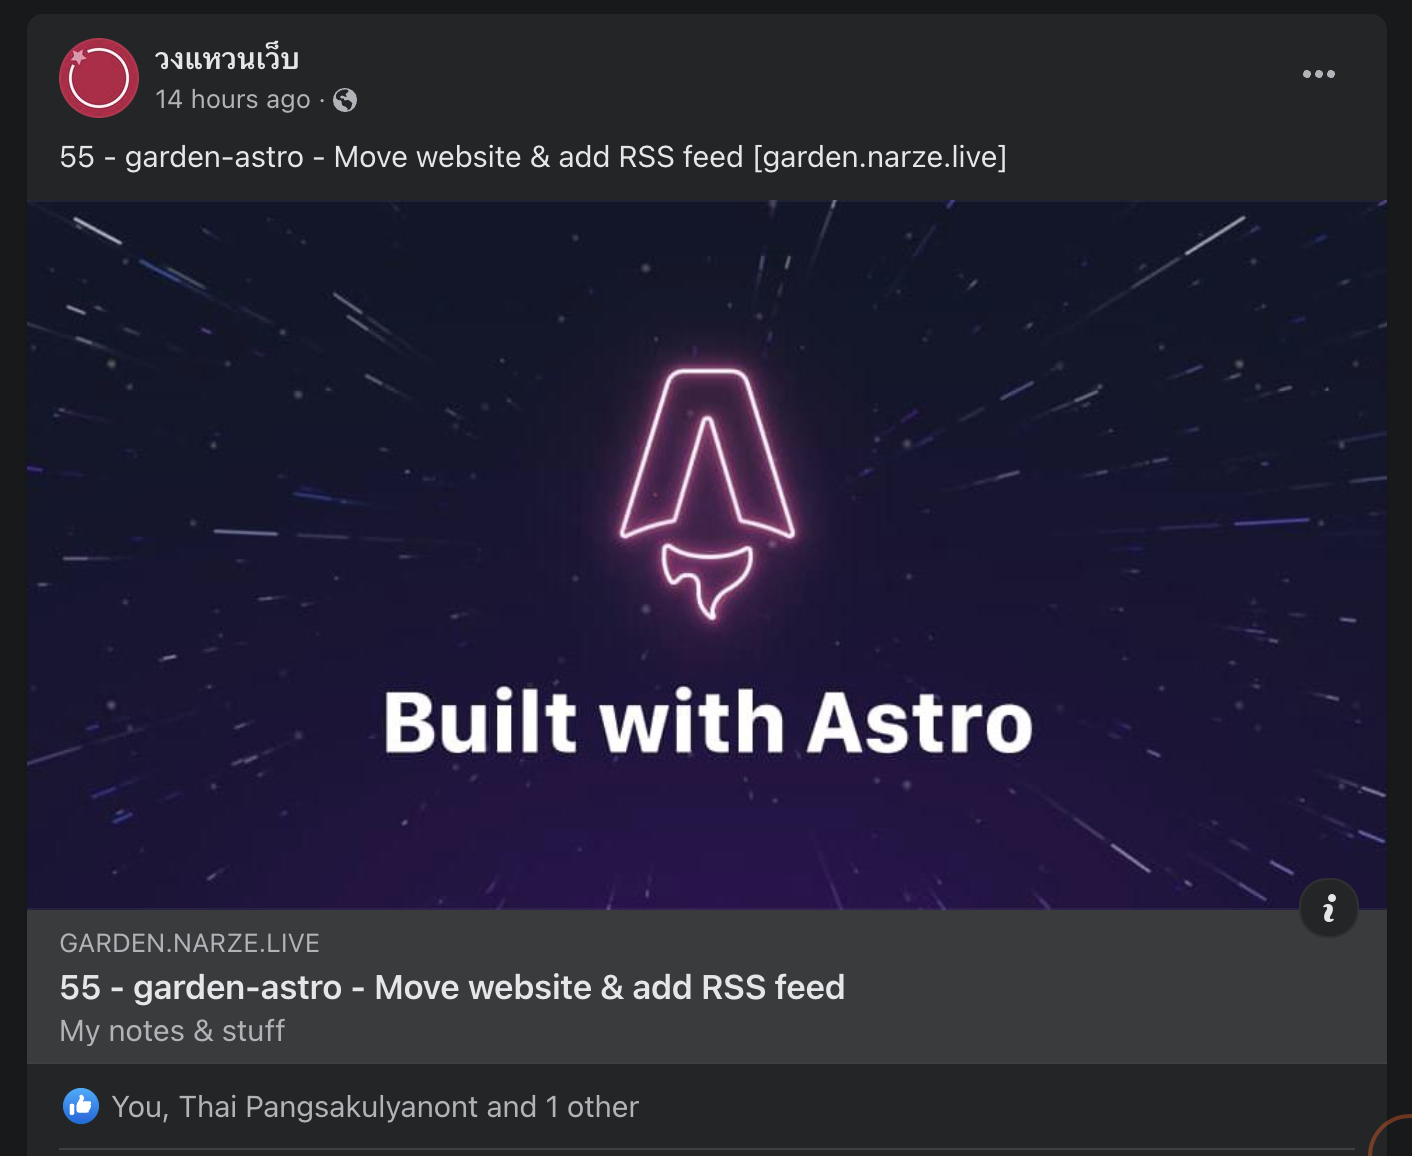 วงแหวนเว็บ
14 hours ago ·
55 - garden-astro - Move website & add RSS feed [garden.narze.live]
Built with Astro
GARDEN.NARZE.LIVE
55 - garden-astro - Move website & add RSS feed
My notes & stuff
You, Thai Pangsakulyanont and 1 other